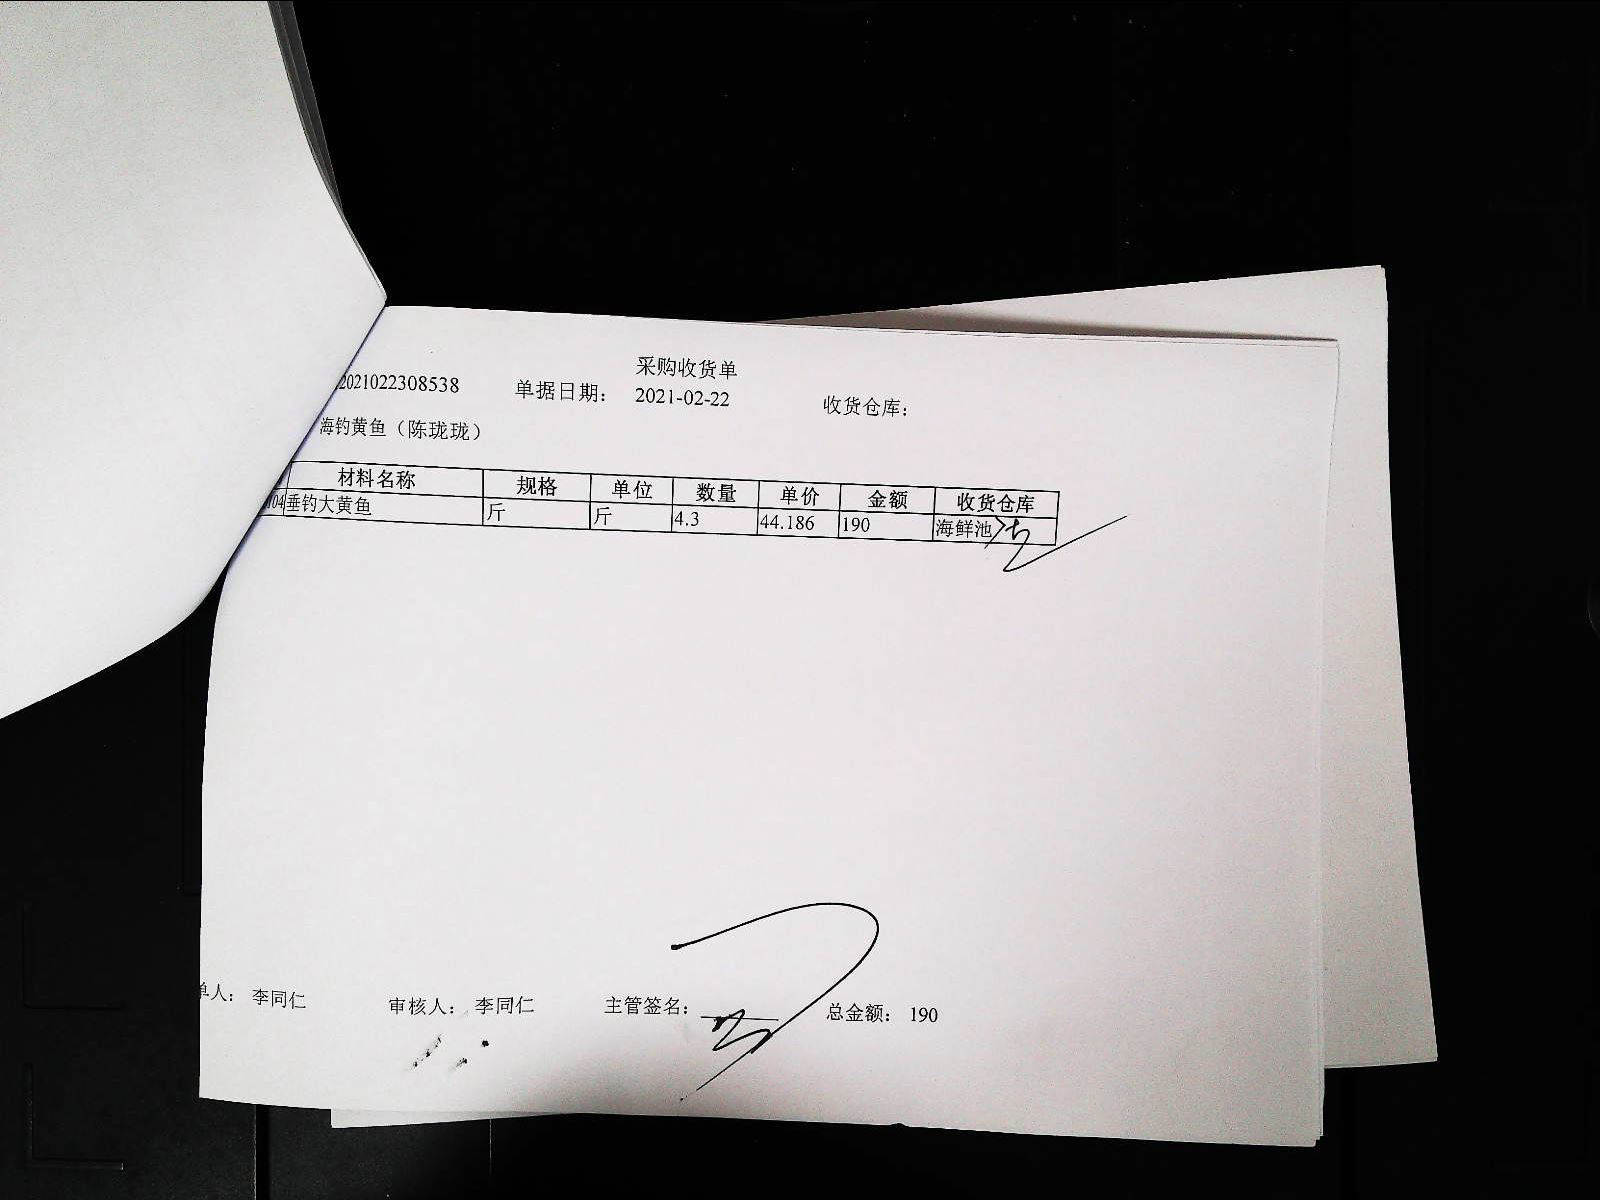 采购收货单
2021022308538 单据日期: 2021-02-22 收货仓库:
海钓黄鱼（陈珑珑）
材料名称 规格 单位 数量 单价 金额 收货仓库
104 垂钓大黄鱼 斤 斤 4.3 44.186 190 海鲜池
单人: 李同仁 审核人: 李同仁 主管签名: 总金额: 190